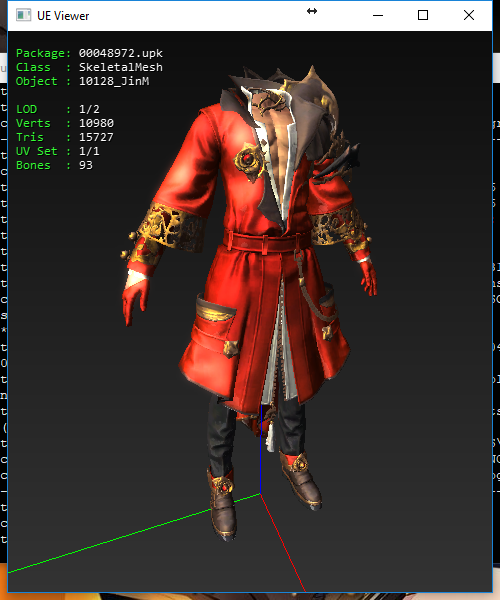 UE Viewer
Package: 00048972.upk
Class : SkeletalMesh
Object : 10128_JinM
LOD : 1/2
Verts : 10980
Tris : 15727
UV Set : 1/1
Bones : 93